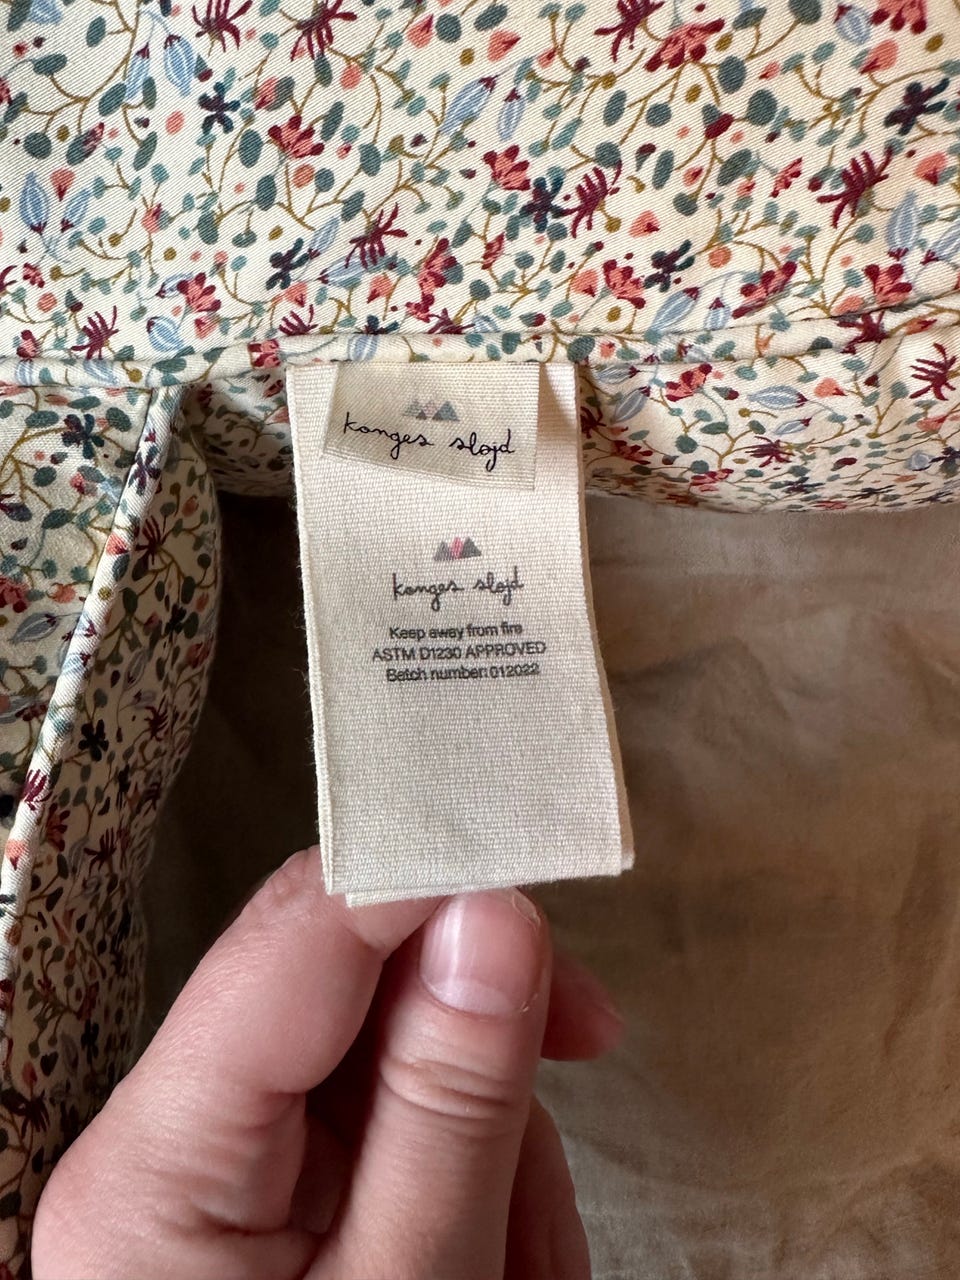 konges sløjd
konges sløjd
Keep away from fire
ASTM D1230 APPROVED
Batch number: 012022